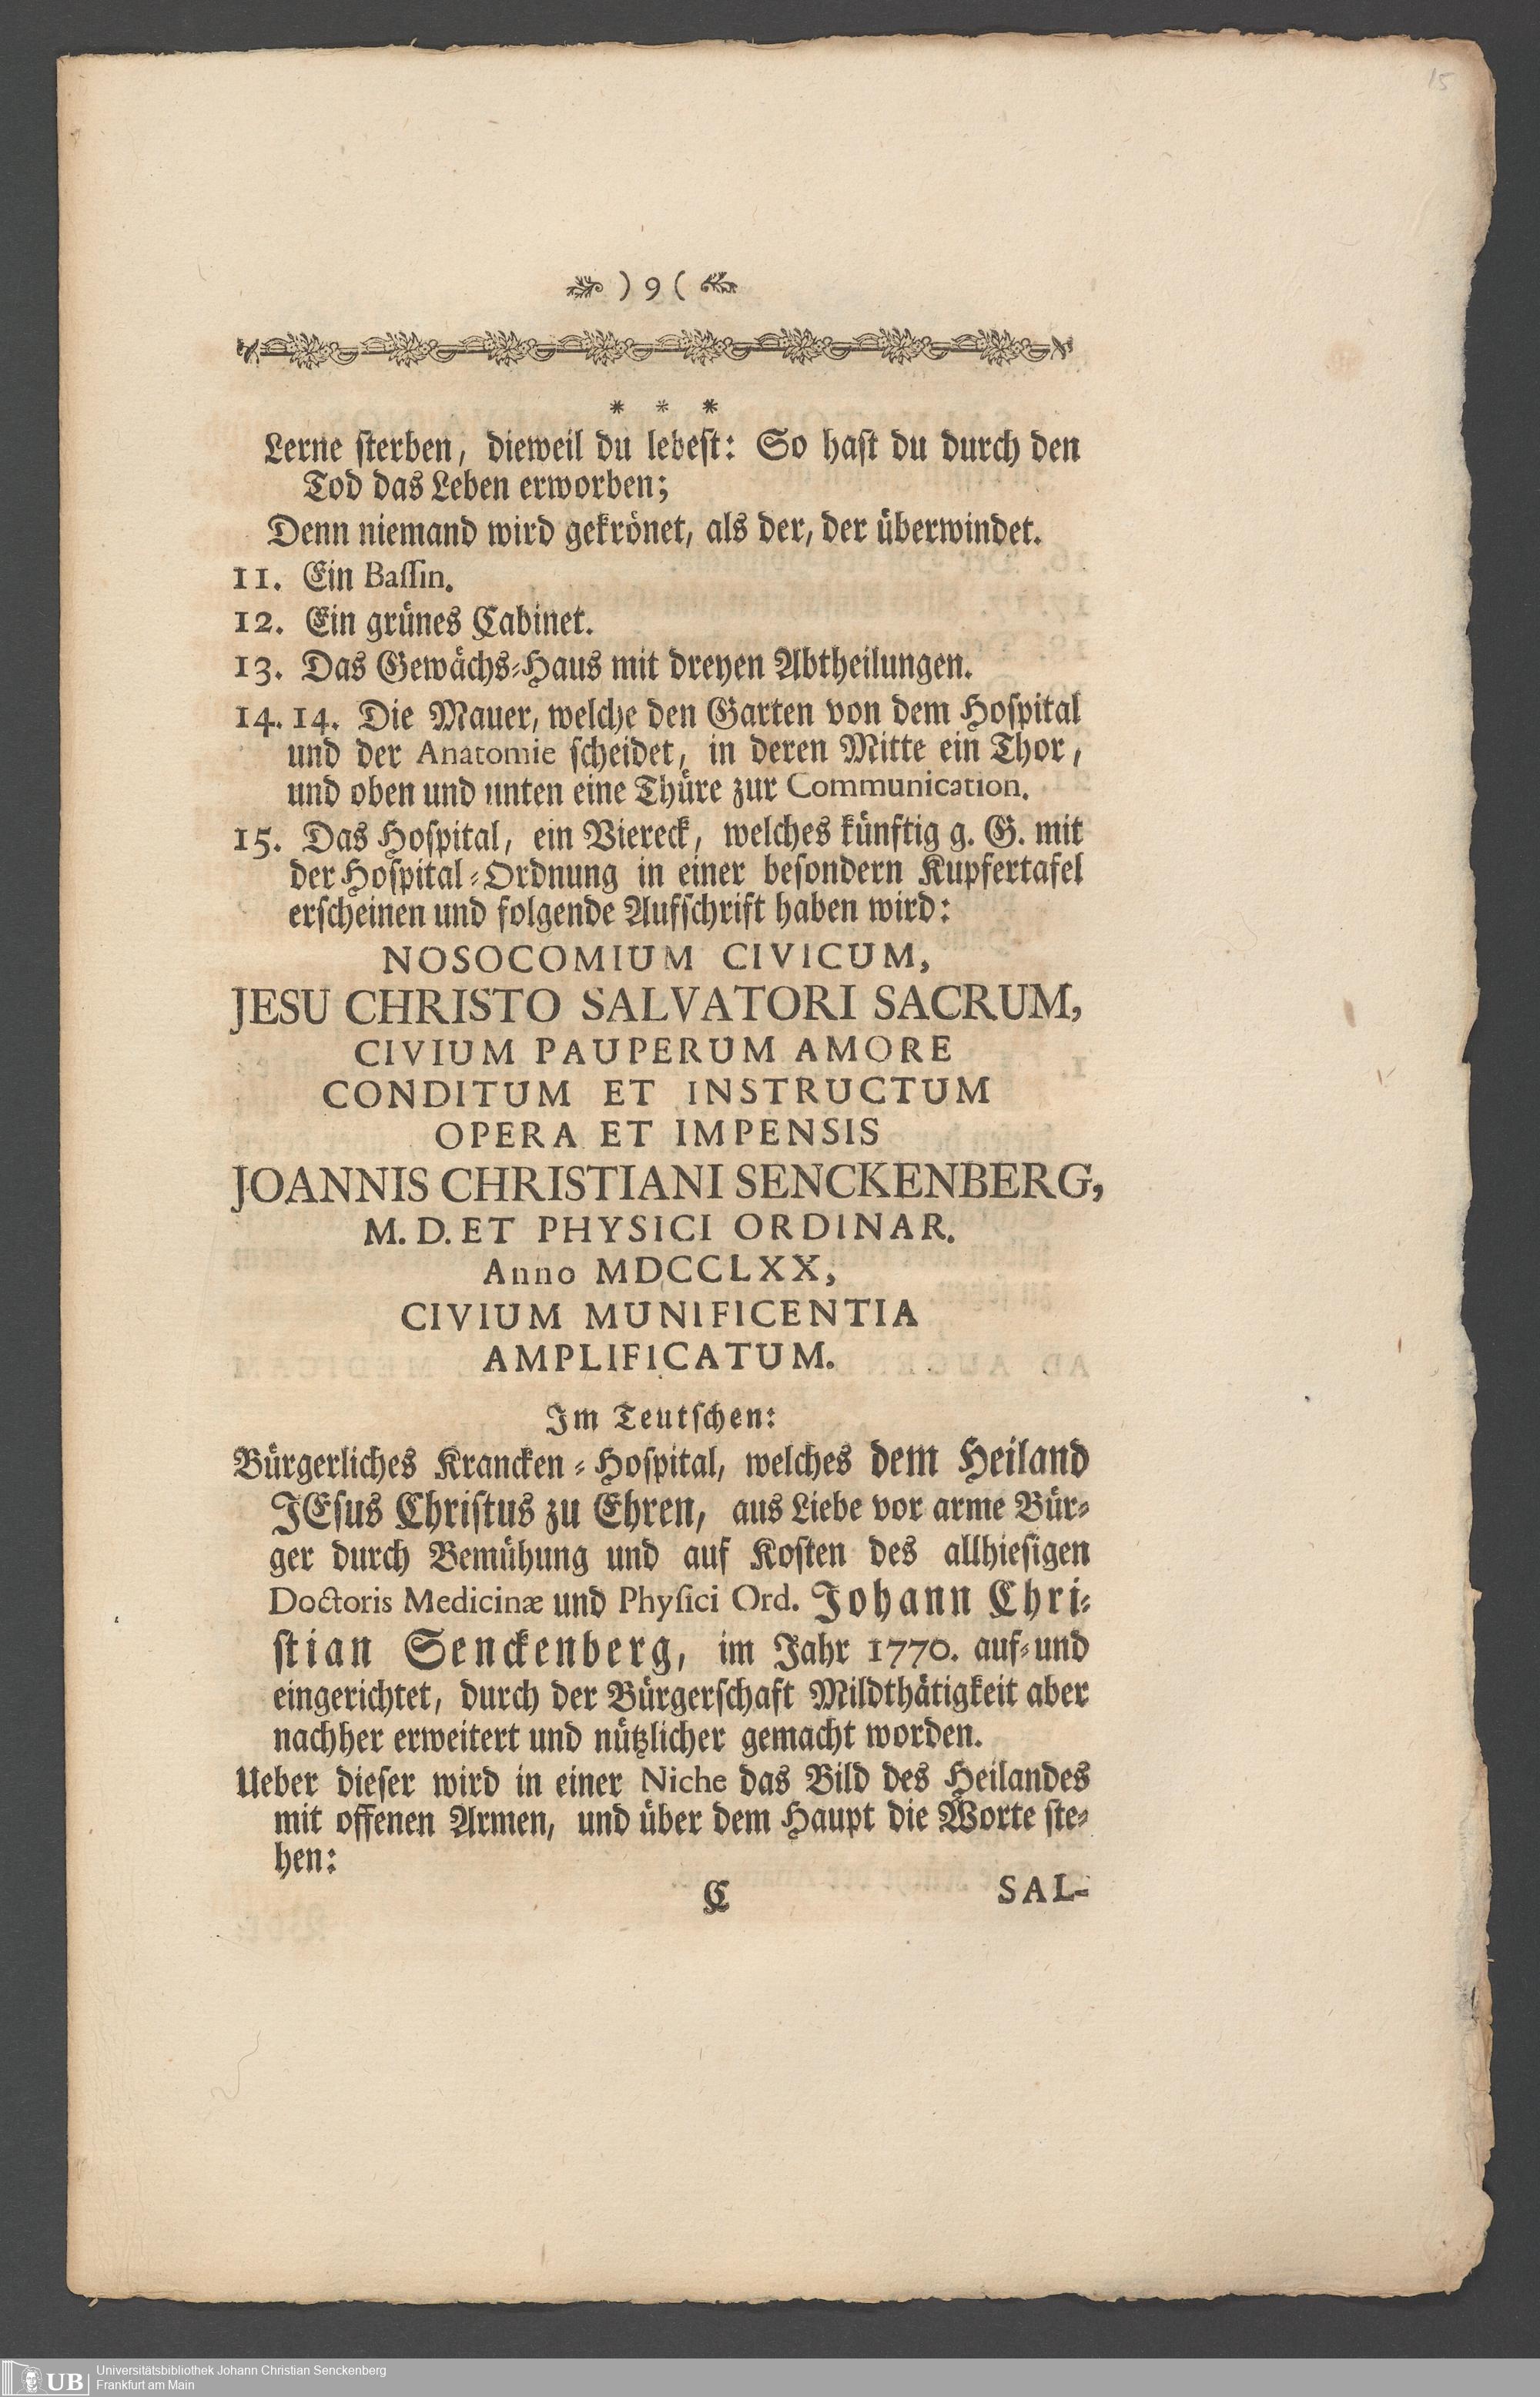 15
) 9 (
* * *
Lerne sterben, dieweil du lebest: So hast du durch den
Tod das Leben erworben;
Denn niemand wird gekrönet, als der, der überwindet.
11. Ein Bassin.
12. Ein grünes Cabinet.
13. Das Gewächs-Haus mit dreyen Abtheilungen.
14. 14. Die Mauer, welche den Garten von dem Hospital
und der Anatomie scheidet, in deren Mitte ein Thor,
und oben und unten eine Thüre zur Communication.
15. Das Hospital, ein Viereck, welches künftig g. G. mit
der Hospital-Ordnung in einer besondern Kupfertafel
erscheinen und folgende Aufschrift haben wird:
NOSOCOMIUM CIVICUM,
JESU CHRISTO SALVATORI SACRUM,
CIVIUM PAUPERUM AMORE
CONDITUM ET INSTRUCTUM
OPERA ET IMPENSIS
JOANNIS CHRISTIANI SENCKENBERG,
M. D. ET PHYSICI ORDINAR.
Anno MDCCLXX,
CIVIUM MUNIFICENTIA
AMPLIFICATUM.
Im Teutschen:
Bürgerliches Krancken-Hospital, welches dem Heiland
JEsus Christus zu Ehren, aus Liebe vor arme Bür-
ger durch Bemühung und auf Kosten des allhiesigen
Doctoris Medicinæ und Physici Ord. Johann Chri-
stian Senckenberg, im Jahr 1770. auf- und
eingerichtet, durch der Bürgerschaft Mildthätigkeit aber
nachher erweitert und nützlicher gemacht worden.
Ueber dieser wird in einer Niche das Bild des Heilandes
mit offenen Armen, und über dem Haupt die Worte ste-
hen:
C SAL-
UB Universitätsbibliothek Johann Christian Senckenberg
Frankfurt am Main